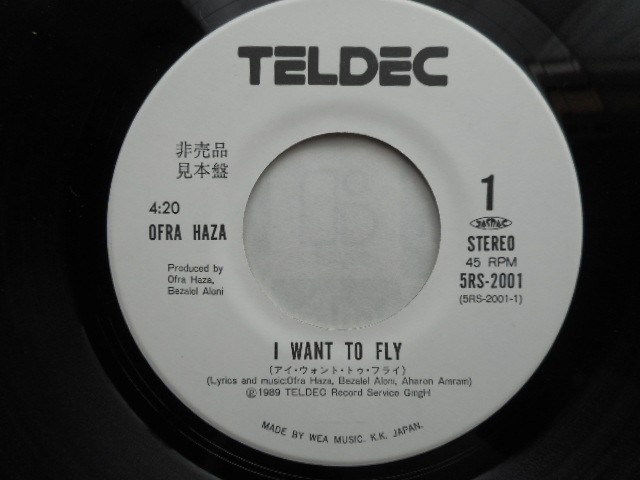 TELDEC
非売品
見本盤
4:20
OFRA HAZA
Produced by
Ofra Haza,
Bezalel Aloni
1
JASRAC
STEREO
45 RPM
5RS-2001
(5RS-2001-1)
I WANT TO FLY
(アイ・ウォント・トゥ・フライ)
(Lyrics and music:Ofra Haza, Bezalel Aloni, Aharon Amram)
℗1989 TELDEC Record Service GmgH
MADE BY WEA MUSIC. K.K. JAPAN.